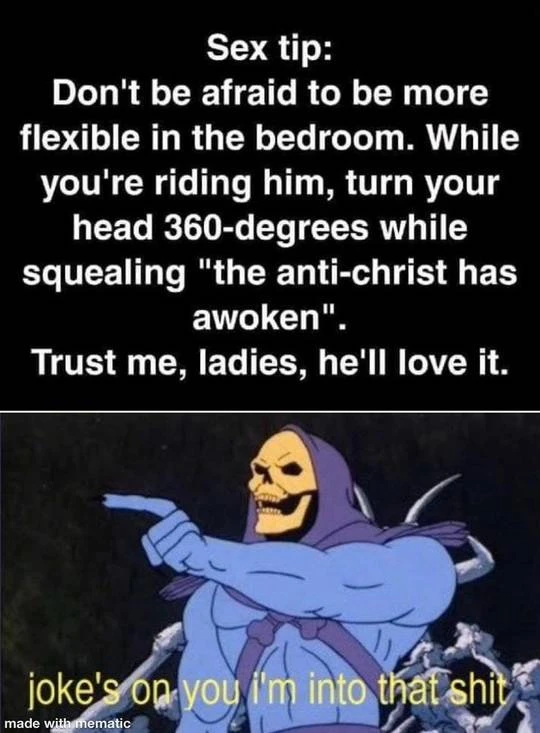 Sex tip:
Don't be afraid to be more
flexible in the bedroom. While
you're riding him, turn your
head 360-degrees while
squealing "the anti-christ has
awoken".
Trust me, ladies, he'll love it.
joke's on you i'm into that shit
made with mematic